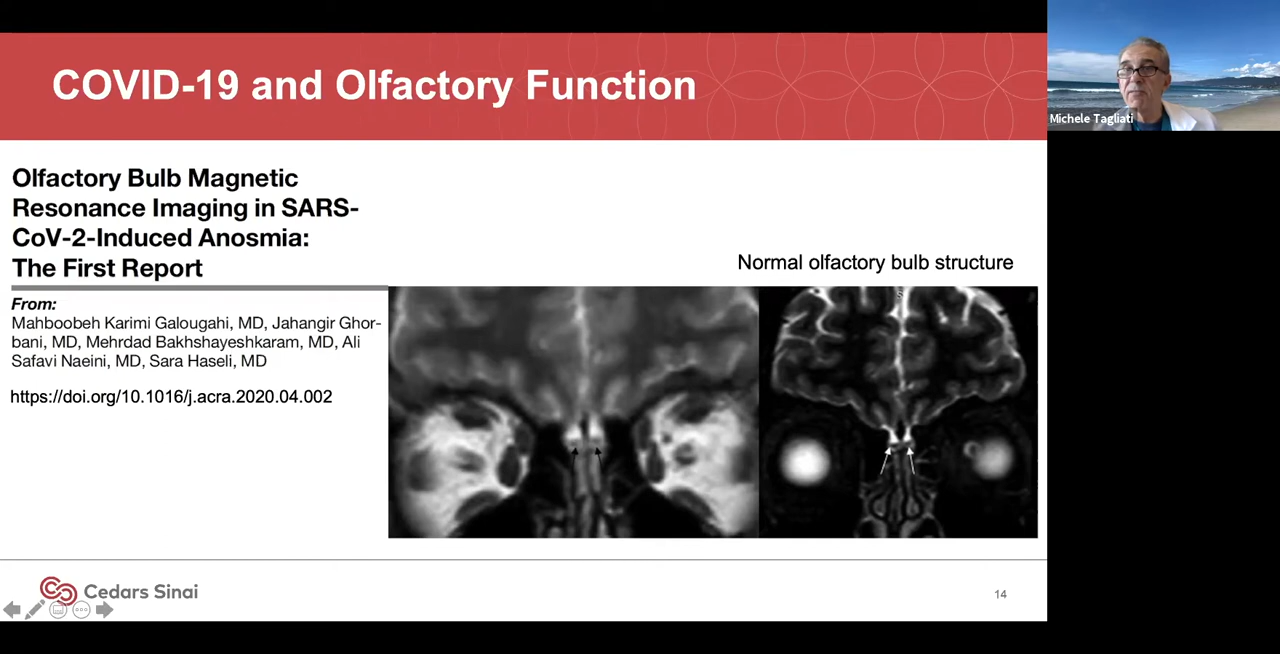 COVID-19 and Olfactory Function
Michele Tagliati
Olfactory Bulb Magnetic
Resonance Imaging in SARS-
CoV-2-Induced Anosmia:
The First Report
Normal olfactory bulb structure
From:
Mahboobeh Karimi Galougahi, MD, Jahangir Ghor-
bani, MD, Mehrdad Bakhshayeshkaram, MD, Ali
Safavi Naeini, MD, Sara Haseli, MD
https://doi.org/10.1016/j.acra.2020.04.002
S
Cedars Sinai
14